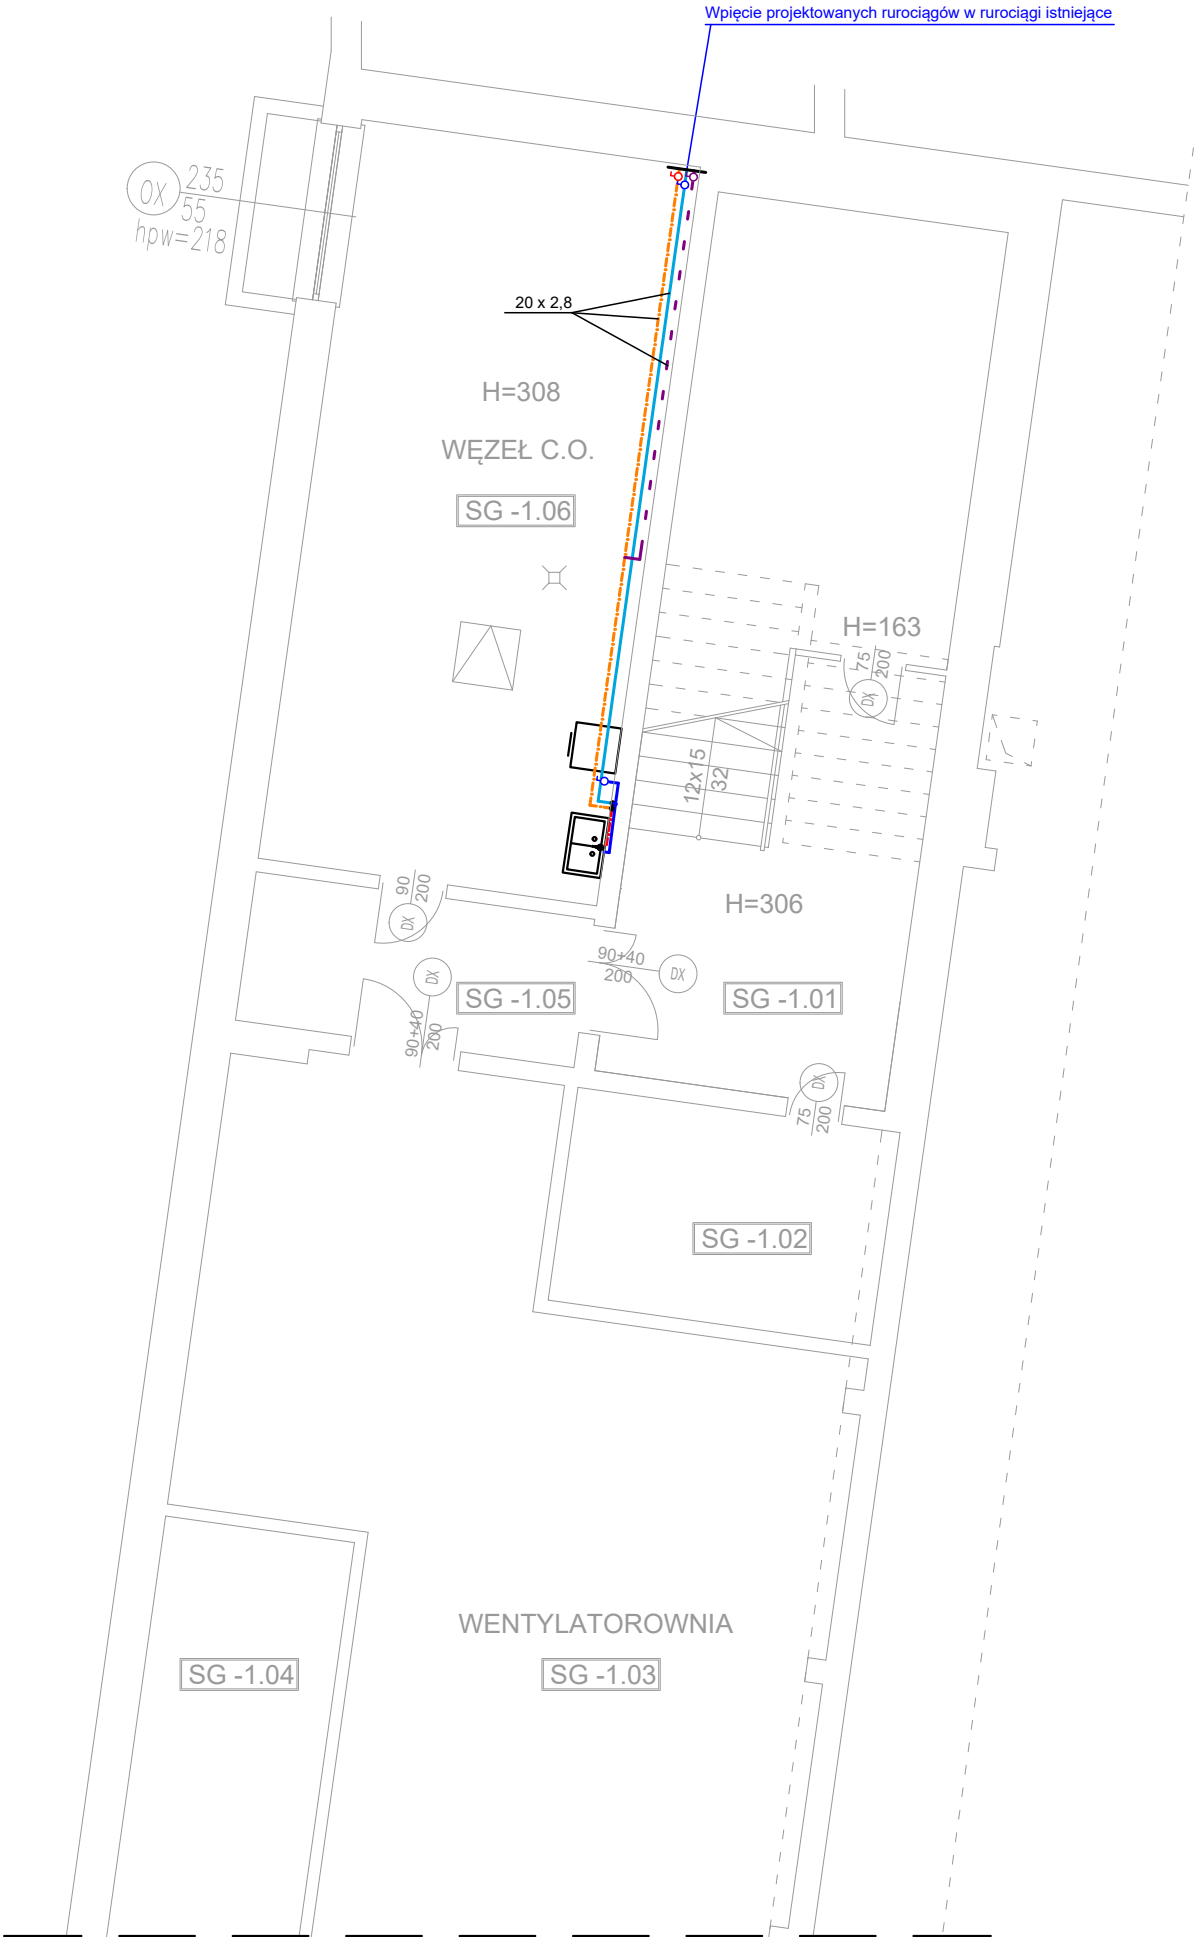 Wpięcie projektowanych rurociągów w rurociągi istniejące
OX
235
55
hpw=218
20 x 2,8
H=308
WĘZEŁ C.O.
SG -1.06
H=163
75
200
DX
12x15
32
90
200
DX
H=306
90+40
200
DX
DX
SG -1.05
SG -1.01
90+40
200
DX
75
200
SG -1.02
WENTYLATOROWNIA
SG -1.04
SG -1.03